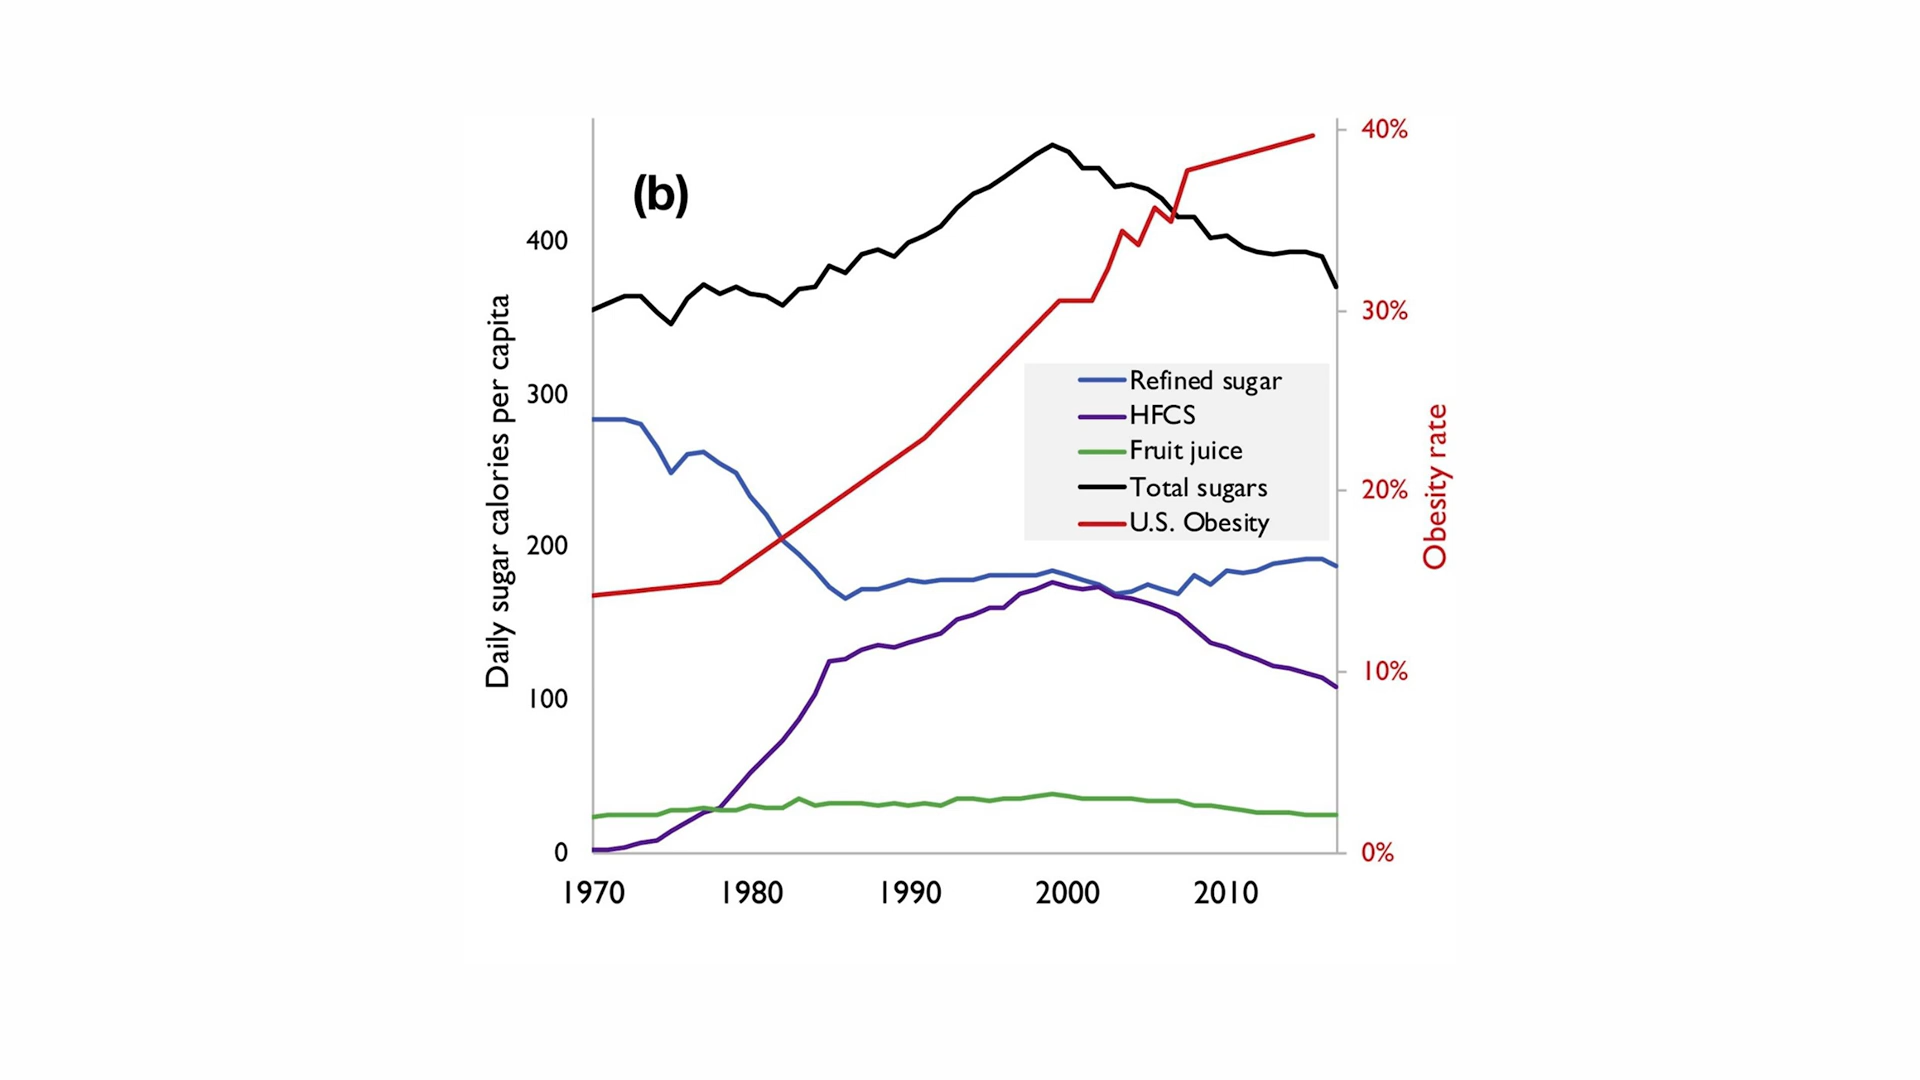 (b)
Daily sugar calories per capita
400
300
200
100
0
1970
1980
1990
2000
2010
40%
30%
20%
10%
0%
Obesity rate
Refined sugar
HFCS
Fruit juice
Total sugars
U.S. Obesity